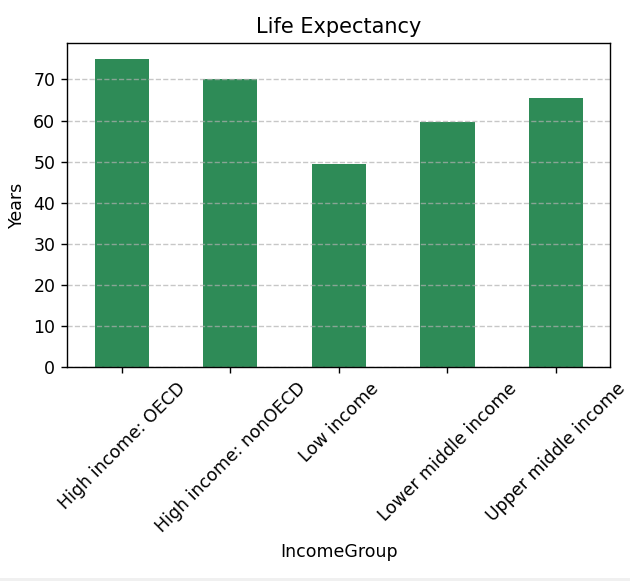 Life Expectancy
Years
70
60
50
40
30
20
10
0
High income: OECD
High income: nonOECD
Low income
Lower middle income
Upper middle income
IncomeGroup